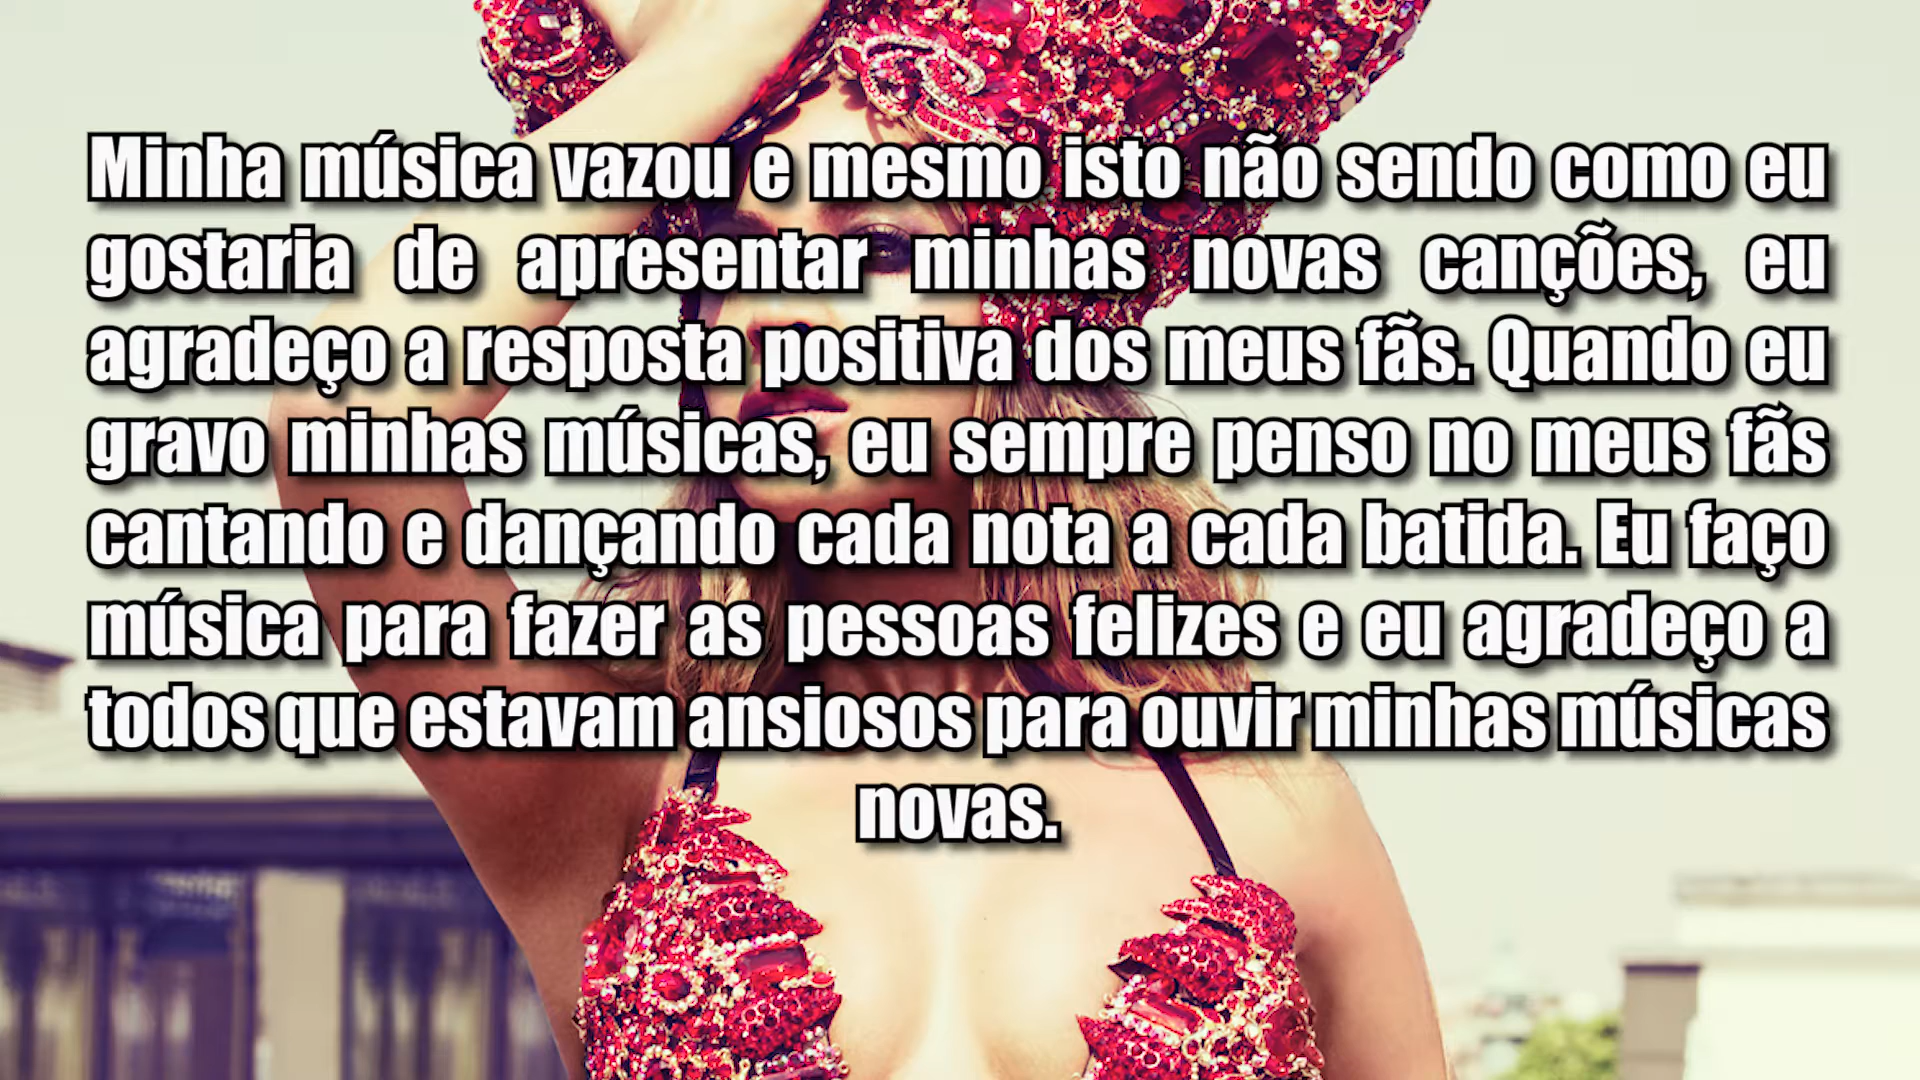 Minha música vazou e mesmo isto não sendo como eu
gostaria de apresentar minhas novas canções, eu
agradeço a resposta positiva dos meus fãs. Quando eu
gravo minhas músicas, eu sempre penso no meus fãs
cantando e dançando cada nota a cada batida. Eu faço
música para fazer as pessoas felizes e eu agradeço a
todos que estavam ansiosos para ouvir minhas músicas
novas.